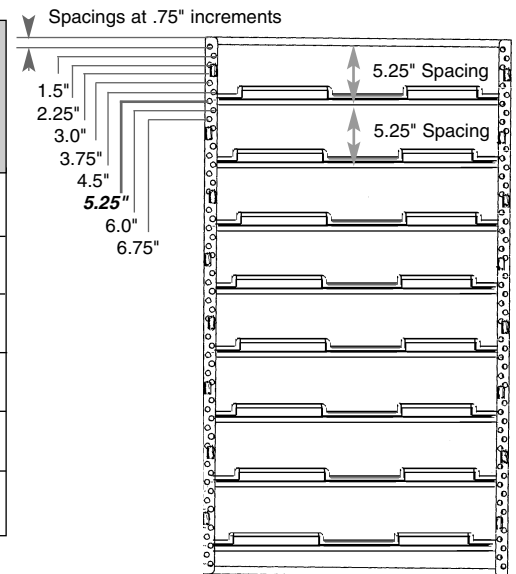 Spacings at .75" increments
1.5"
2.25"
3.0"
3.75"
4.5"
5.25"
6.0"
6.75"
5.25" Spacing
5.25" Spacing